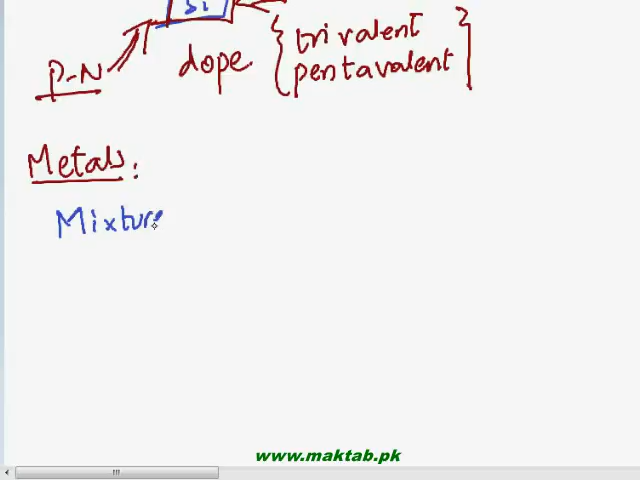 Si
trivalent
P-N dope pentavalent
Metals:
Mixture
www.maktab.pk